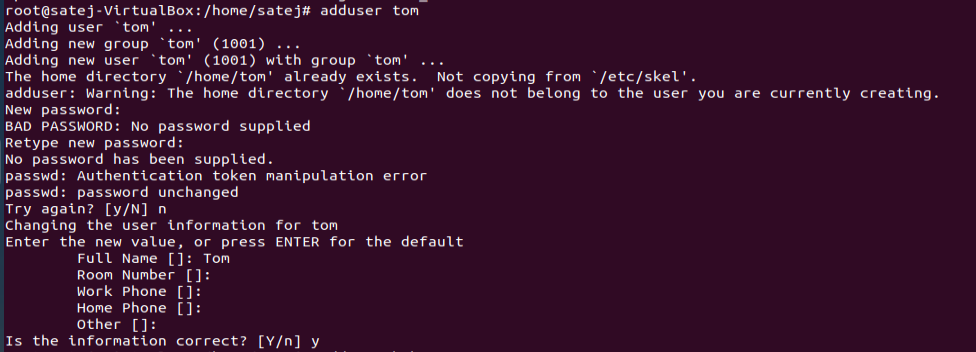 root@satej-VirtualBox:/home/satej# adduser tom
Adding user `tom' ...
Adding new group `tom' (1001) ...
Adding new user `tom' (1001) with group `tom' ...
The home directory `/home/tom' already exists.  Not copying from `/etc/skel'.
adduser: Warning: The home directory `/home/tom' does not belong to the user you are currently creating.
New password:
BAD PASSWORD: No password supplied
Retype new password:
No password has been supplied.
passwd: Authentication token manipulation error
passwd: password unchanged
Try again? [y/N] n
Changing the user information for tom
Enter the new value, or press ENTER for the default
        Full Name []: Tom
        Room Number []:
        Work Phone []:
        Home Phone []:
        Other []:
Is the information correct? [Y/n] y